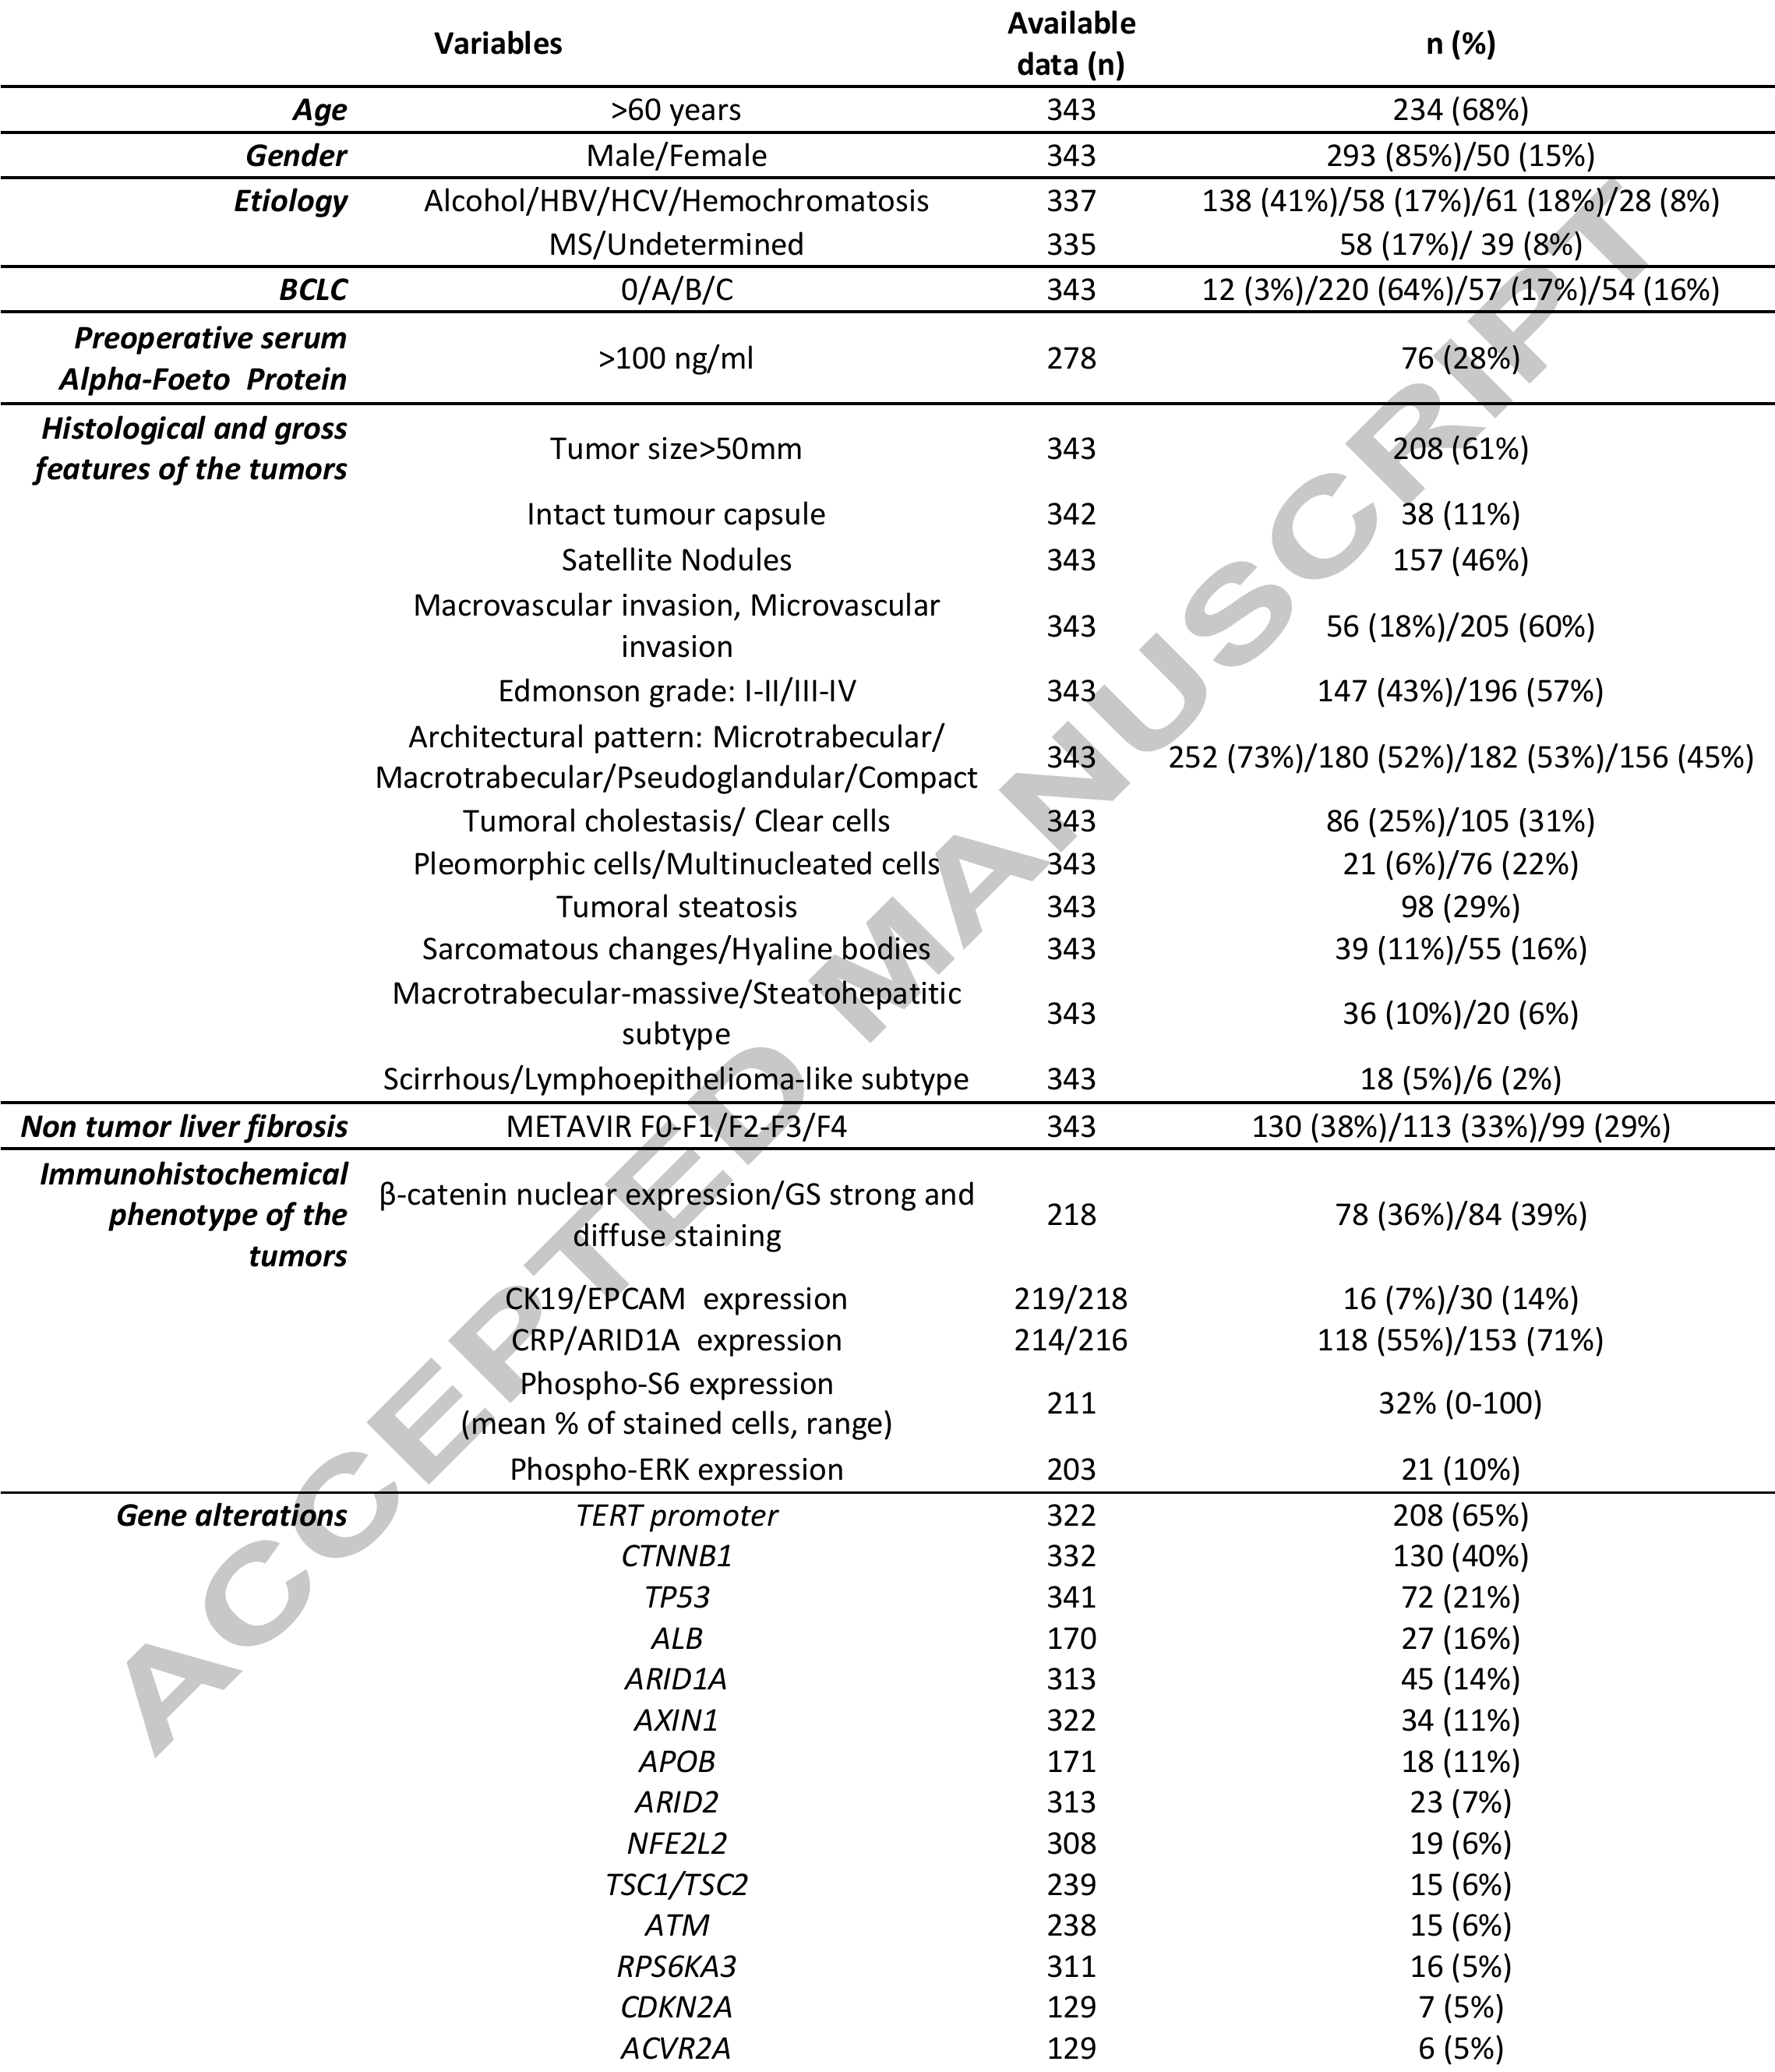 Variables Available data (n) n (%)
Age >60 years 343 234 (68%)
Gender Male/Female 343 293 (85%)/50 (15%)
Etiology Alcohol/HBV/HCV/Hemochromatosis 337 138 (41%)/58 (17%)/61 (18%)/28 (8%)
MS/Undetermined 335 58 (17%)/ 39 (8%)
BCLC 0/A/B/C 343 12 (3%)/220 (64%)/57 (17%)/54 (16%)
Preoperative serum
Alpha-Foeto Protein >100 ng/ml 278 76 (28%)
Histological and gross
features of the tumors Tumor size>50mm 343 208 (61%)
Intact tumour capsule 342 38 (11%)
Satellite Nodules 343 157 (46%)
Macrovascular invasion, Microvascular
invasion 343 56 (18%)/205 (60%)
Edmonson grade: I-II/III-IV 343 147 (43%)/196 (57%)
Architectural pattern: Microtrabecular/
Macrotrabecular/Pseudoglandular/Compact 343 252 (73%)/180 (52%)/182 (53%)/156 (45%)
Tumoral cholestasis/ Clear cells 343 86 (25%)/105 (31%)
Pleomorphic cells/Multinucleated cells 343 21 (6%)/76 (22%)
Tumoral steatosis 343 98 (29%)
Sarcomatous changes/Hyaline bodies 343 39 (11%)/55 (16%)
Macrotrabecular-massive/Steatohepatitic
subtype 343 36 (10%)/20 (6%)
Scirrhous/Lymphoepithelioma-like subtype 343 18 (5%)/6 (2%)
Non tumor liver fibrosis METAVIR F0-F1/F2-F3/F4 343 130 (38%)/113 (33%)/99 (29%)
Immunohistochemical
phenotype of the
tumors β-catenin nuclear expression/GS strong and
diffuse staining 218 78 (36%)/84 (39%)
CK19/EPCAM expression 219/218 16 (7%)/30 (14%)
CRP/ARID1A expression 214/216 118 (55%)/153 (71%)
Phospho-S6 expression
(mean % of stained cells, range) 211 32% (0-100)
Phospho-ERK expression 203 21 (10%)
Gene alterations TERT promoter 322 208 (65%)
CTNNB1 332 130 (40%)
TP53 341 72 (21%)
ALB 170 27 (16%)
ARID1A 313 45 (14%)
AXIN1 322 34 (11%)
APOB 171 18 (11%)
ARID2 313 23 (7%)
NFE2L2 308 19 (6%)
TSC1/TSC2 239 15 (6%)
ATM 238 15 (6%)
RPS6KA3 311 16 (5%)
CDKN2A 129 7 (5%)
ACVR2A 129 6 (5%)
ACCEPTED MANUSCRIPT